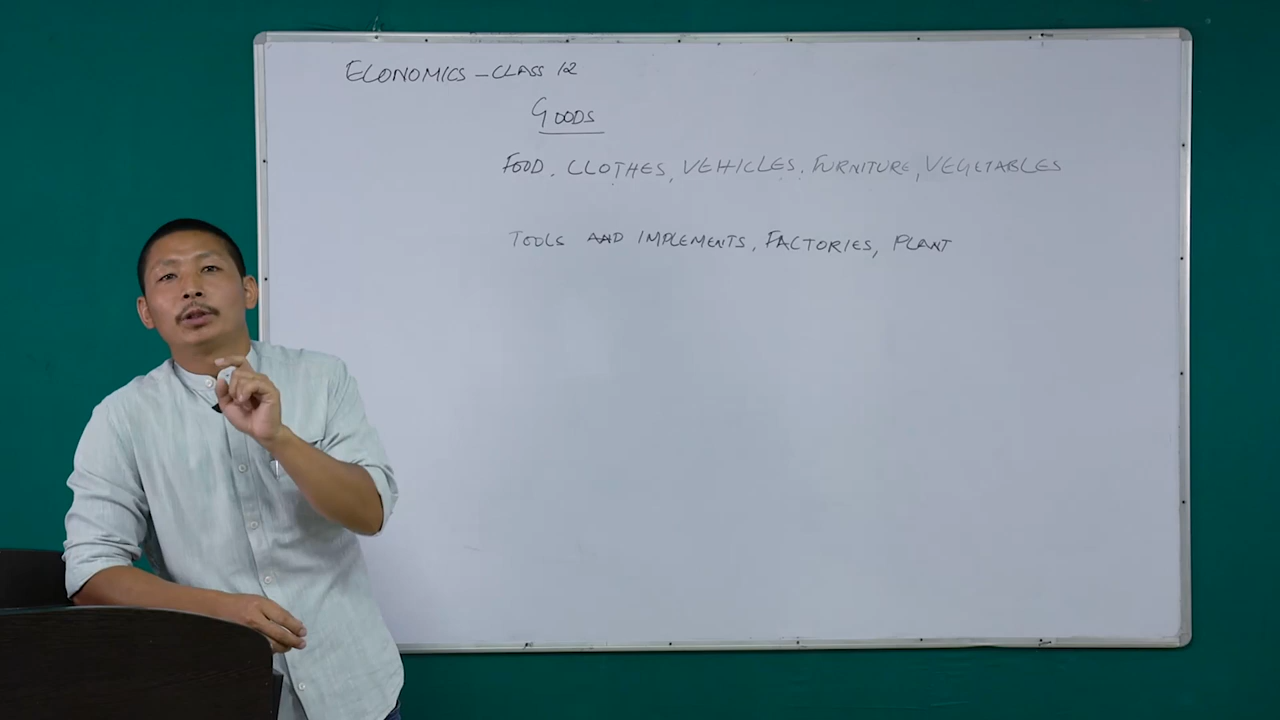 ECONOMICS - CLASS 12
GOODS
FOOD, CLOTHES, VEHICLES, FURNITURE, VEGETABLES
TOOLS AND IMPLEMENTS, FACTORIES, PLANT